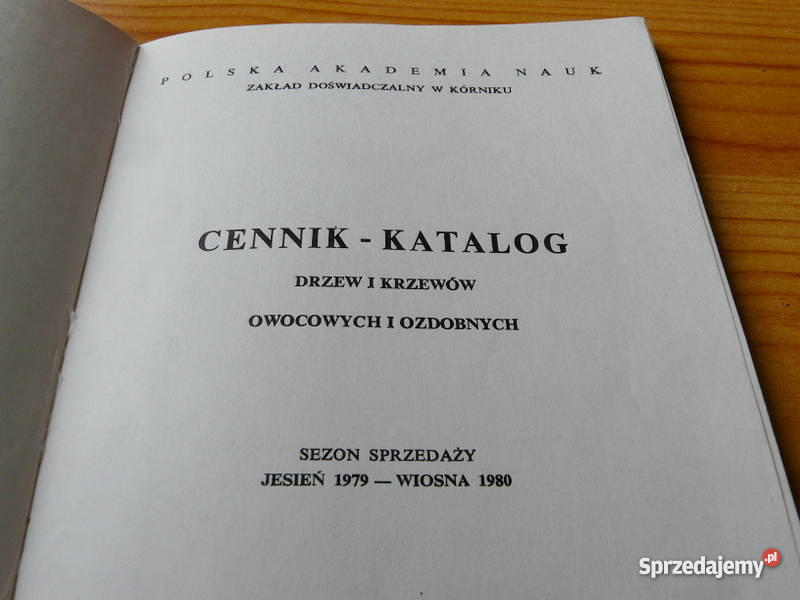 POLSKA AKADEMIA NAUK
ZAKŁAD DOŚWIADCZALNY W KÓRNIKU
CENNIK - KATALOG
DRZEW I KRZEWÓW
OWOCOWYCH I OZDOBNYCH
SEZON SPRZEDAŻY
JESIEŃ 1979 — WIOSNA 1980
Sprzedajemy.pl